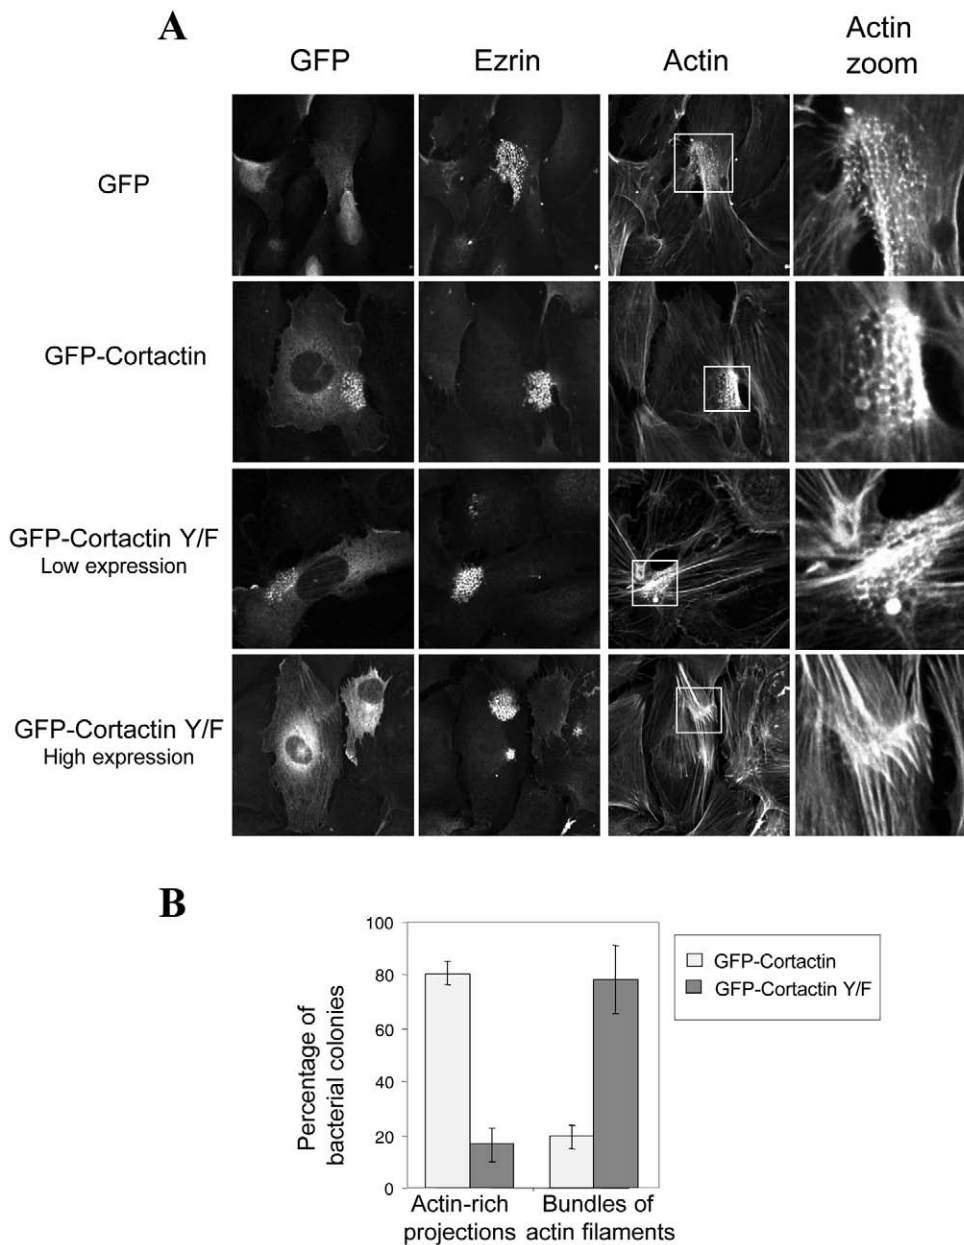 A
GFP
Ezrin
Actin
Actin
zoom
GFP
GFP-Cortactin
GFP-Cortactin Y/F
Low expression
GFP-Cortactin Y/F
High expression
B
Percentage of
bacterial colonies
100
80
60
40
20
0
Actin-rich
projections
Bundles of
actin filaments
GFP-Cortactin
GFP-Cortactin Y/F